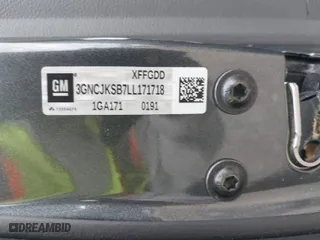 XFFGDD
GM
3GNCJKSB7LL171718
1GA171 0191
DREAMBID